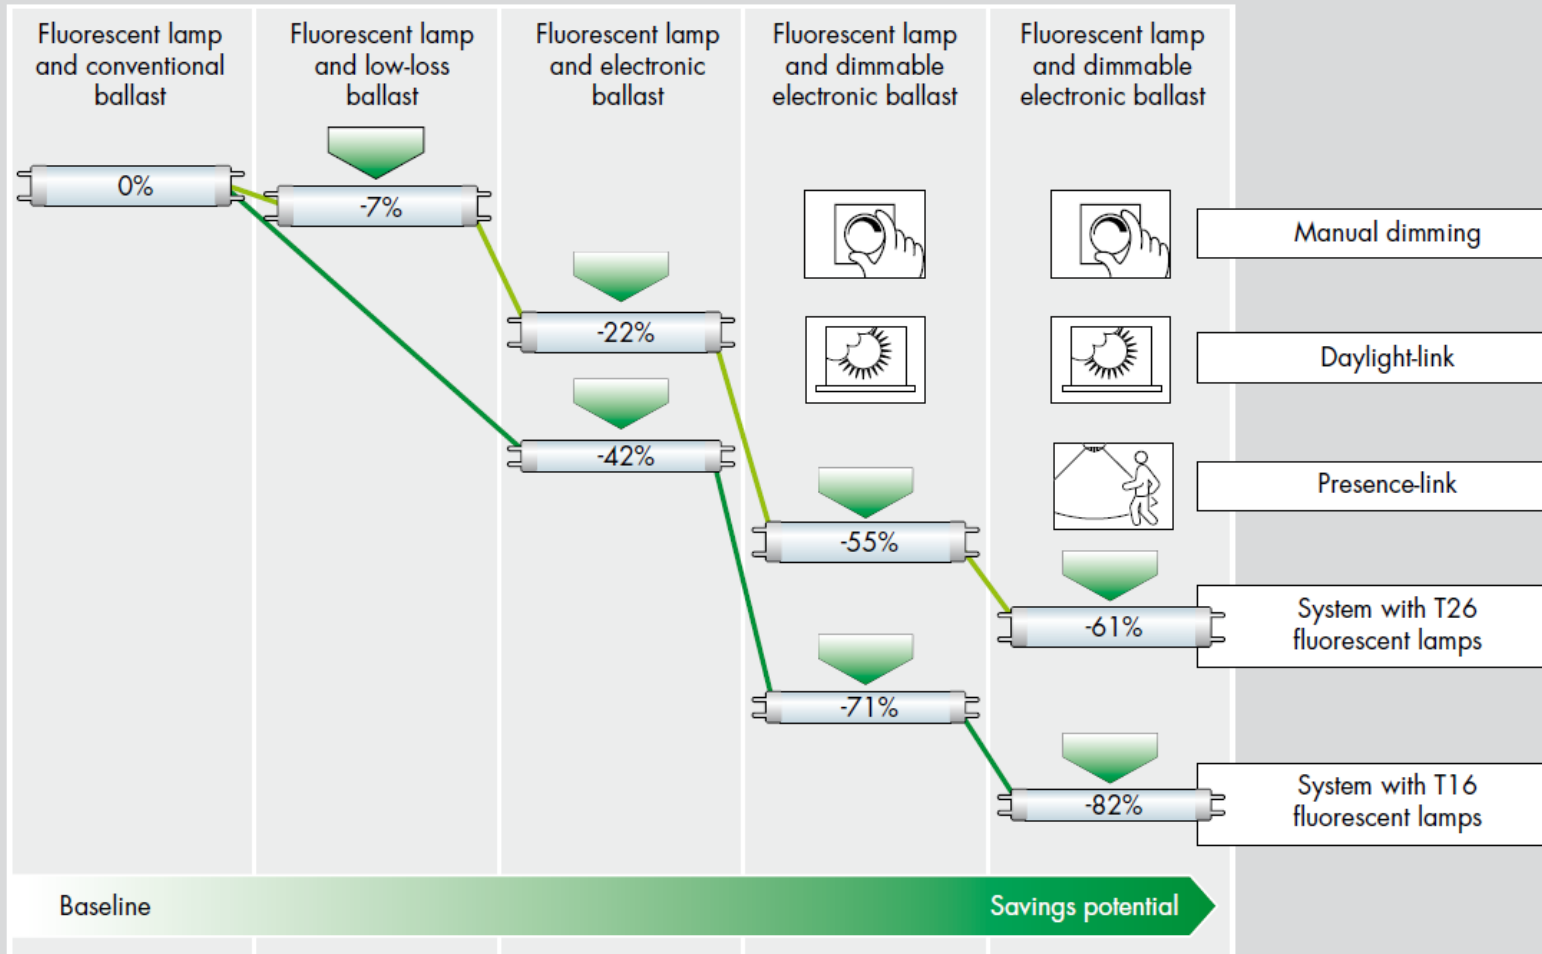 Fluorescent lamp
and conventional
ballast
Fluorescent lamp
and low-loss
ballast
Fluorescent lamp
and electronic
ballast
Fluorescent lamp
and dimmable
electronic ballast
Fluorescent lamp
and dimmable
electronic ballast
0%
-7%
Manual dimming
-22%
Daylight-link
-42%
Presence-link
-55%
-61%
System with T26
fluorescent lamps
-71%
-82%
System with T16
fluorescent lamps
Baseline
Savings potential